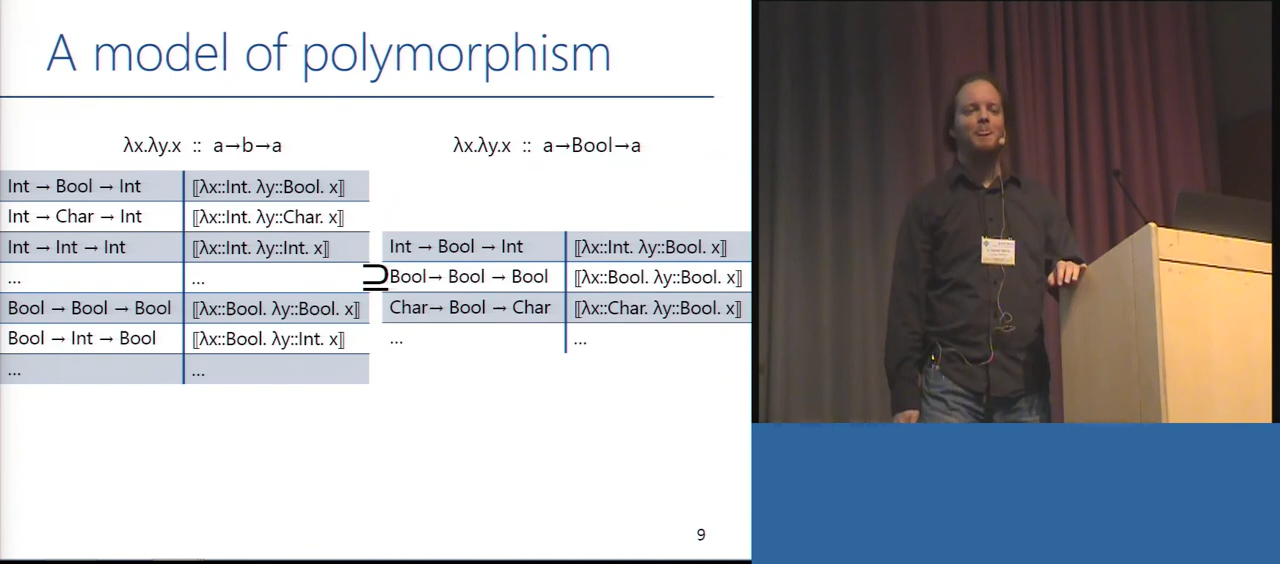 A model of polymorphism
λx.λy.x :: a→b→a
Int → Bool → Int ⟦λx::Int. λy::Bool. x⟧
Int → Char → Int ⟦λx::Int. λy::Char. x⟧
Int → Int → Int ⟦λx::Int. λy::Int. x⟧
... ...
Bool → Bool → Bool ⟦λx::Bool. λy::Bool. x⟧
Bool → Int → Bool ⟦λx::Bool. λy::Int. x⟧
... ...
⊇
λx.λy.x :: a→Bool→a
Int → Bool → Int ⟦λx::Int. λy::Bool. x⟧
Bool→ Bool → Bool ⟦λx::Bool. λy::Bool. x⟧
Char→ Bool → Char ⟦λx::Char. λy::Bool. x⟧
... ...
9